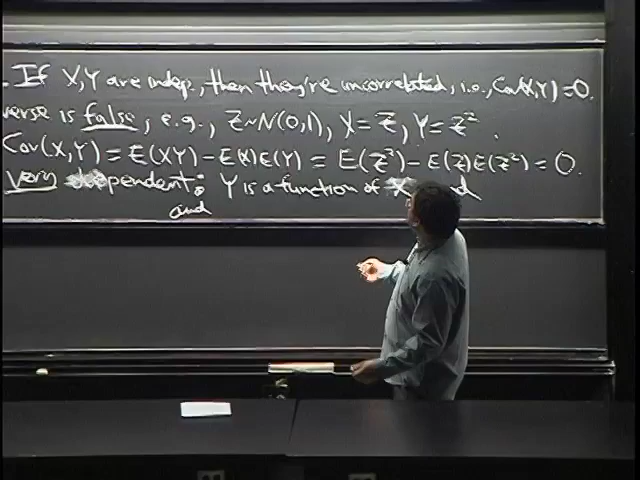 . If X,Y are indep., then they're uncorrelated, i.e., Cov(X,Y)=0.
verse is false, e.g., Z~N(0,1), X=Z, Y=Z².
Cov(X,Y) = E(XY) - E(X)E(Y) = E(Z³) - E(Z)E(Z²) = 0.
Very dependent: Y is a function of X
and